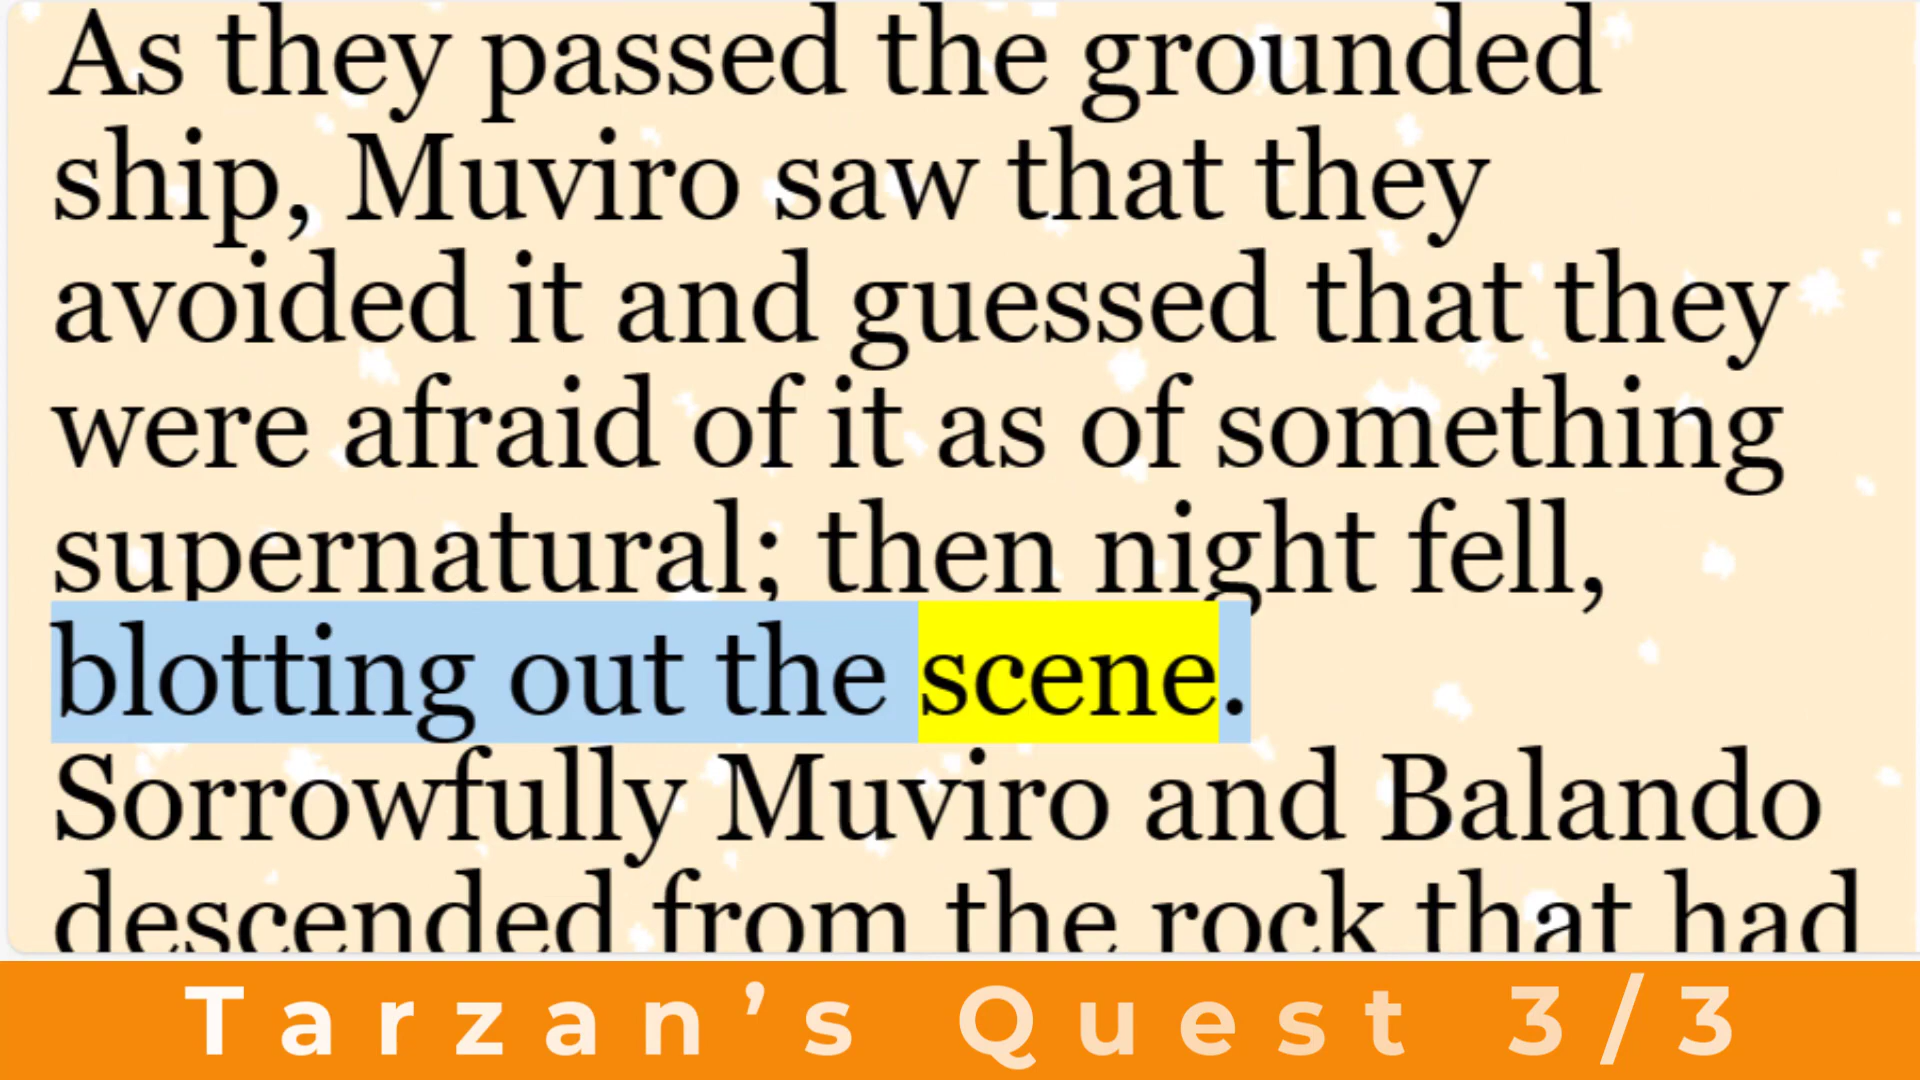 As they passed the grounded
ship, Muviro saw that they
avoided it and guessed that they
were afraid of it as of something
supernatural; then night fell,
blotting out the scene.
Sorrowfully Muviro and Balando
descended from the rock that had
Tarzan’s Quest 3/3